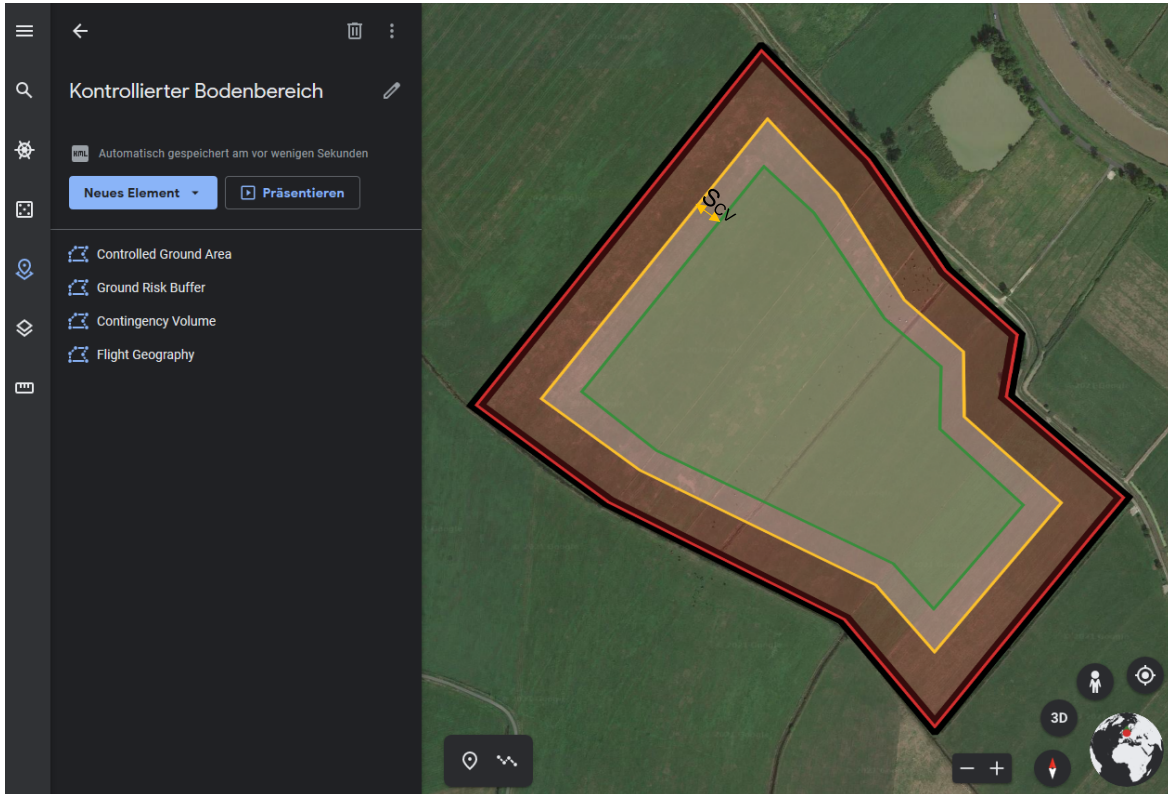 Kontrollierter Bodenbereich
KML
Automatisch gespeichert am vor wenigen Sekunden
Neues Element
Präsentieren
Controlled Ground Area
Ground Risk Buffer
Contingency Volume
Flight Geography
SCV
3D